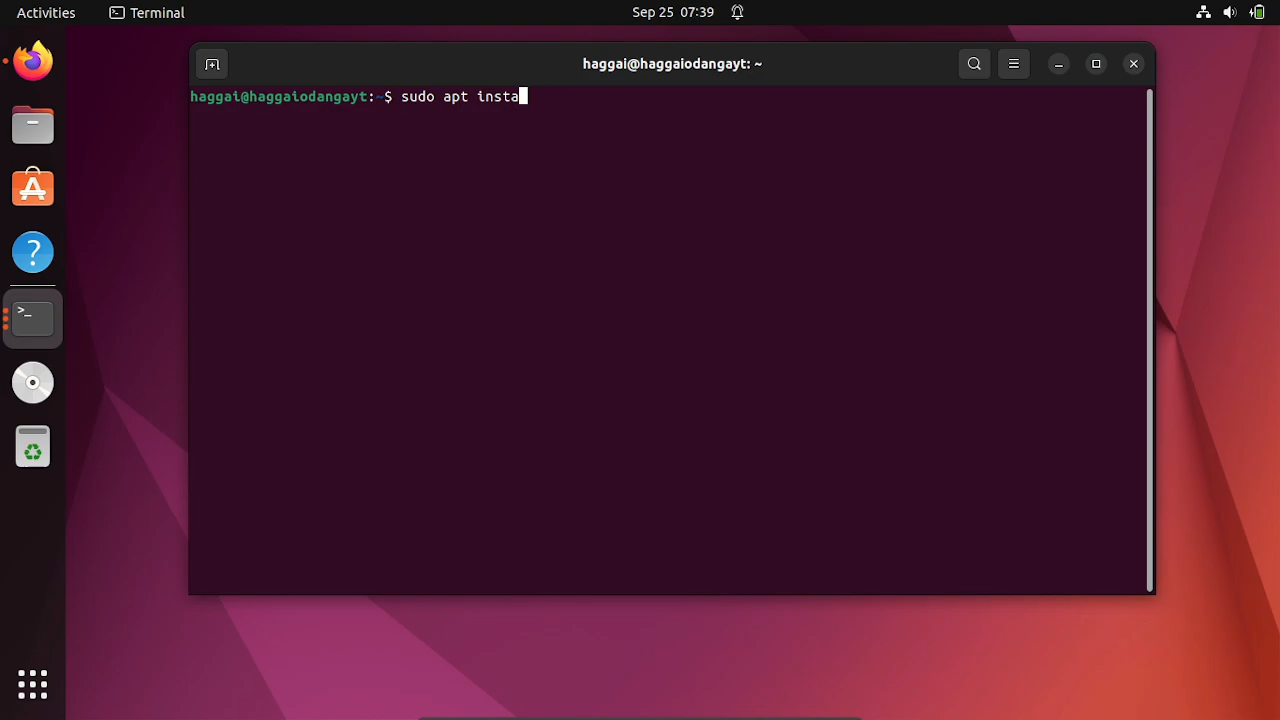 Activities
Terminal
Sep 25 07:39
haggai@haggaiodangayt: ~
haggai@haggaiodangayt:~$ sudo apt insta